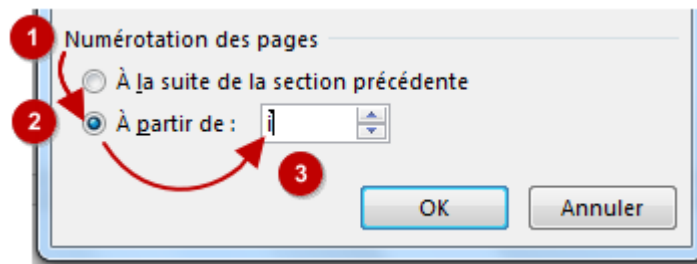 1 Numérotation des pages
À la suite de la section précédente
2 À partir de : i
3
OK Annuler